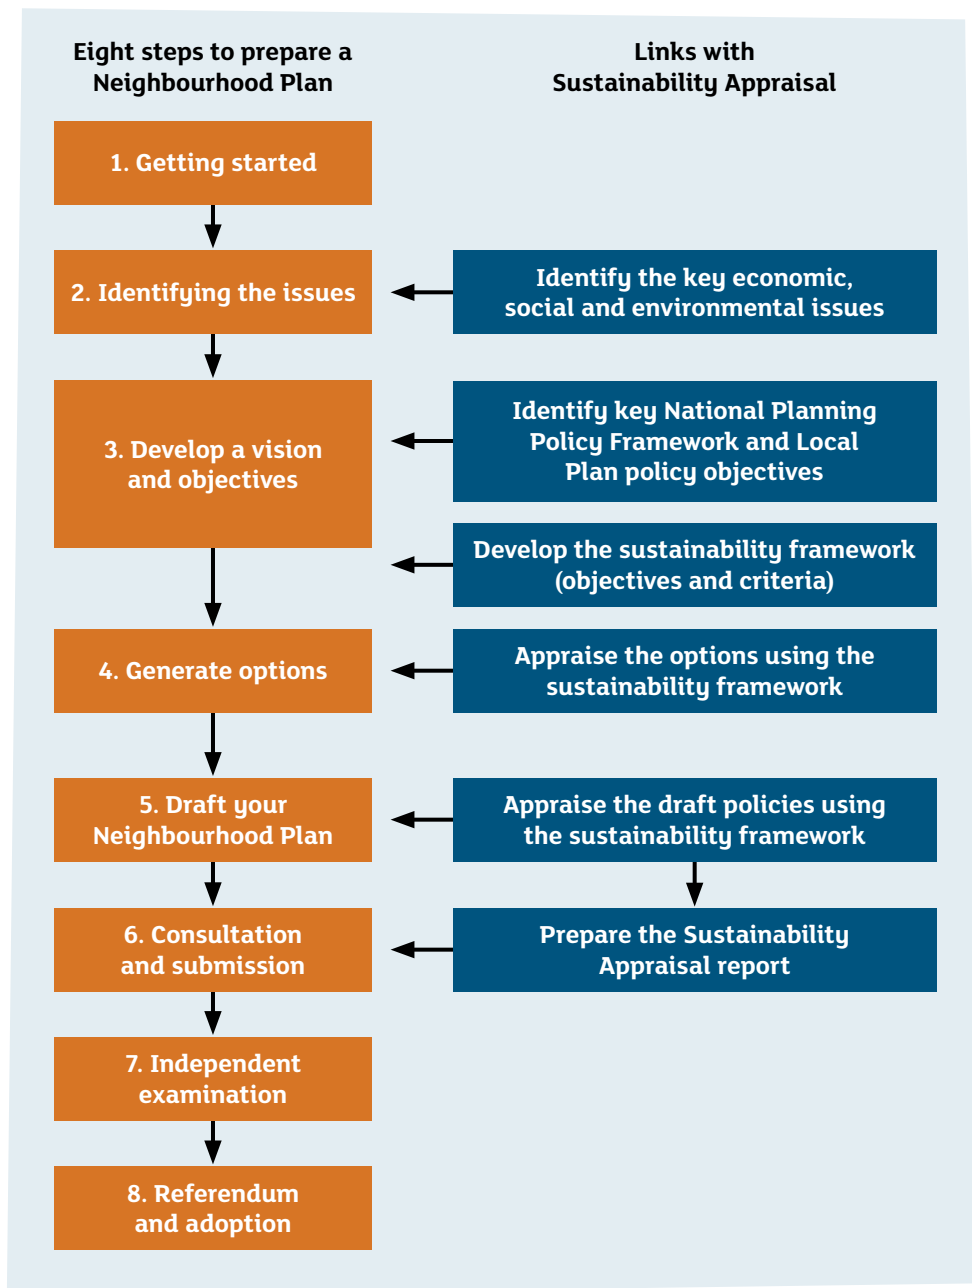 Eight steps to prepare a
Neighbourhood Plan
Links with
Sustainability Appraisal
1. Getting started
2. Identifying the issues
Identify the key economic,
social and environmental issues
3. Develop a vision
and objectives
Identify key National Planning
Policy Framework and Local
Plan policy objectives
Develop the sustainability framework
(objectives and criteria)
4. Generate options
Appraise the options using the
sustainability framework
5. Draft your
Neighbourhood Plan
Appraise the draft policies using
the sustainability framework
6. Consultation
and submission
Prepare the Sustainability
Appraisal report
7. Independent
examination
8. Referendum
and adoption